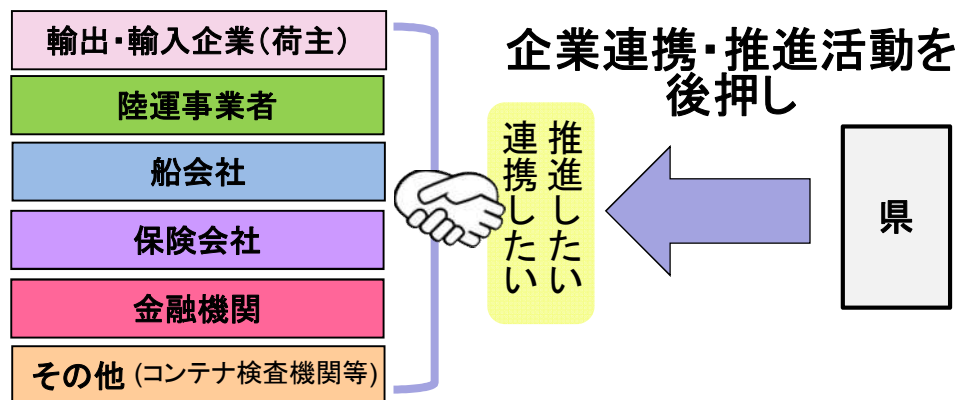 輸出・輸入企業(荷主)
陸運事業者
船会社
保険会社
金融機関
その他 (コンテナ検査機関等)
推進したい
連携したい
企業連携・推進活動を
後押し
県